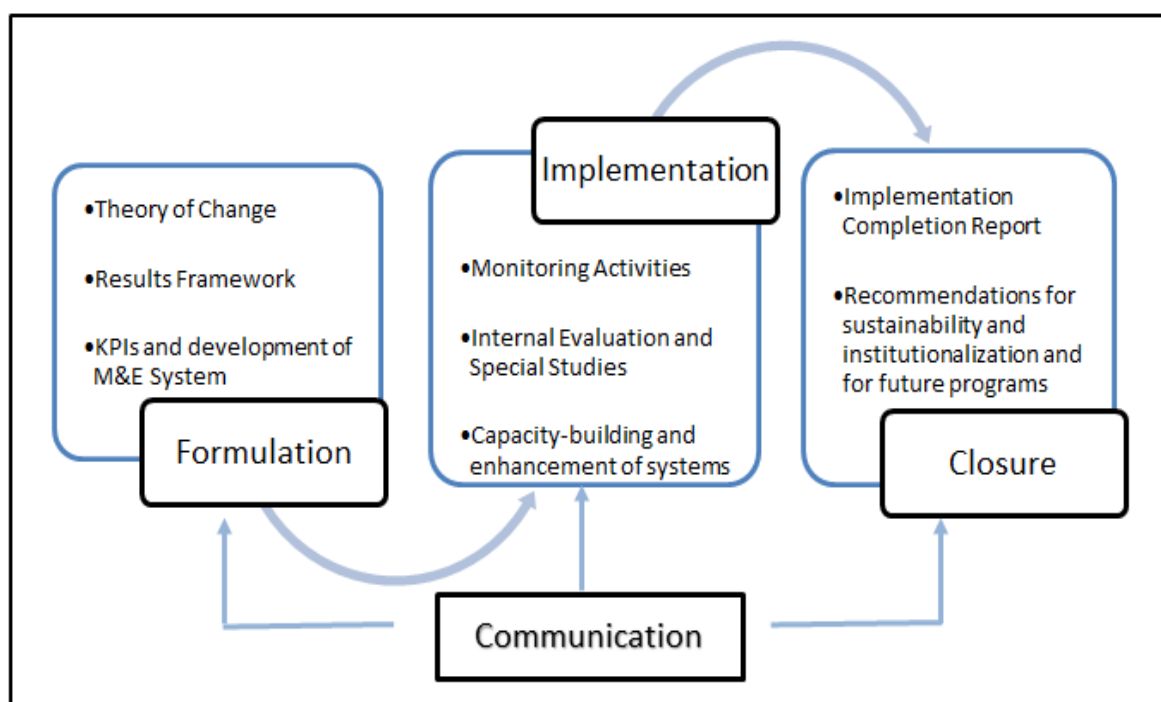 •Theory of Change
•Results Framework
•KPIs and development of
M&E System
Formulation
Implementation
•Monitoring Activities
•Internal Evaluation and
Special Studies
•Capacity-building and
enhancement of systems
•Implementation
Completion Report
•Recommendations for
sustainability and
institutionalization and
for future programs
Closure
Communication